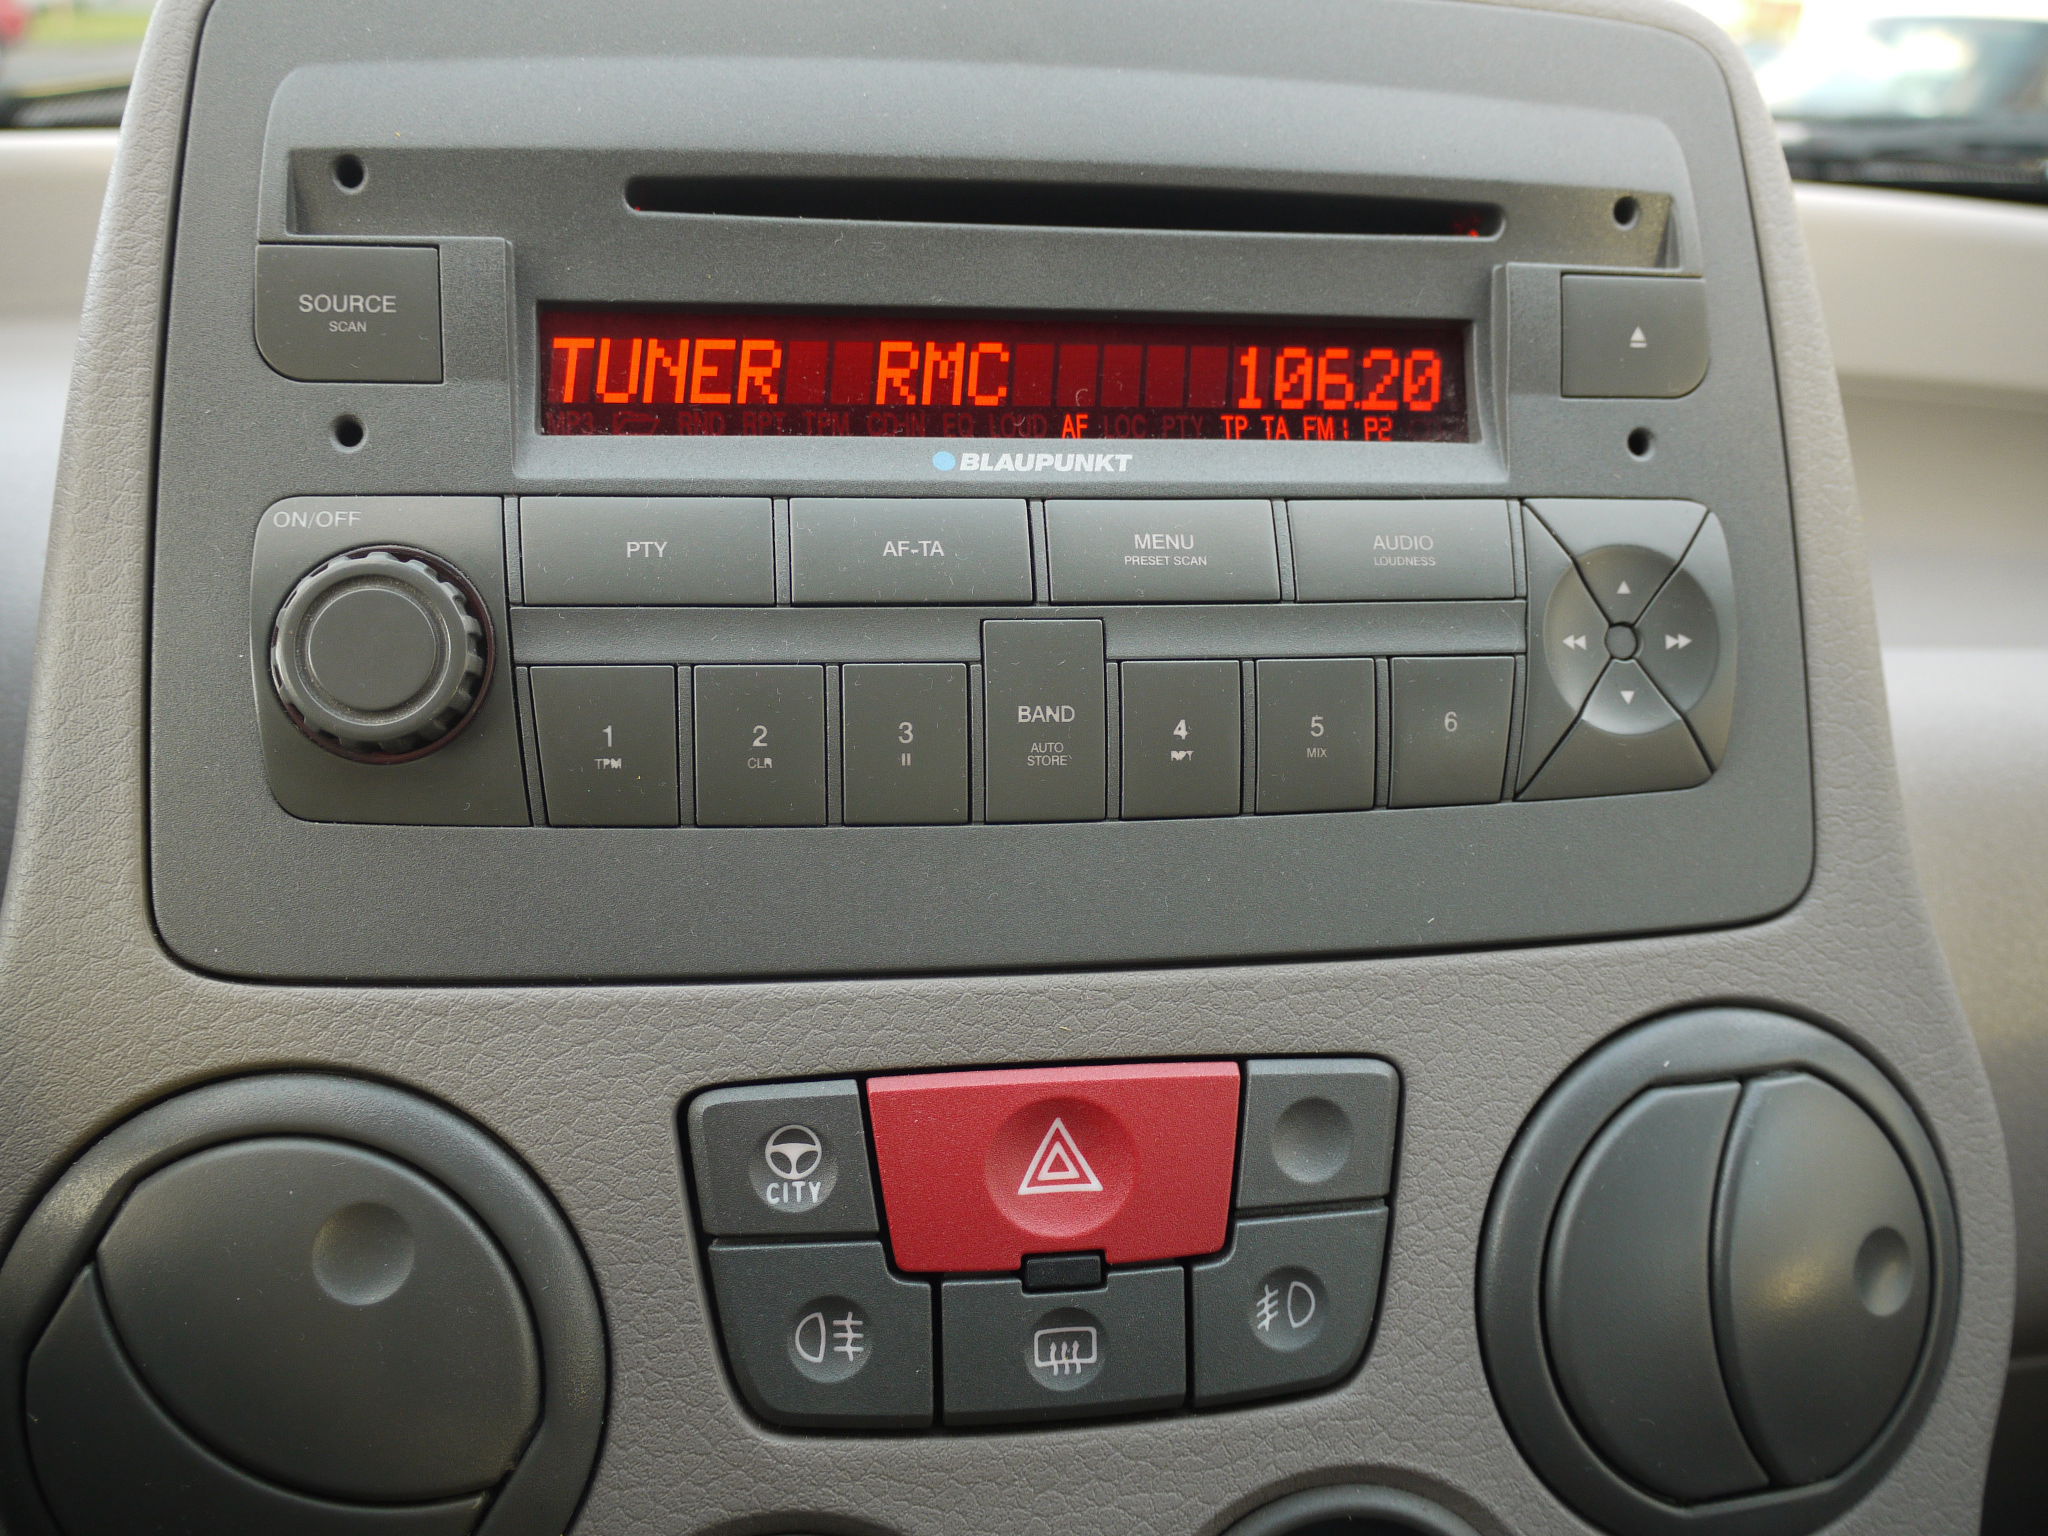 SOURCE
SCAN
TUNER RMC 106.20
MP3 RND RPT TPM CD-IN EQ LOUD AF LOC PTY TP TA FM1 P2
BLAUPUNKT
ON/OFF
PTY
AF-TA
MENU
PRESET SCAN
AUDIO
LOUDNESS
1
TPM
2
CLR
3
BAND
AUTO
STORE
4
RPT
5
MIX
6
CITY